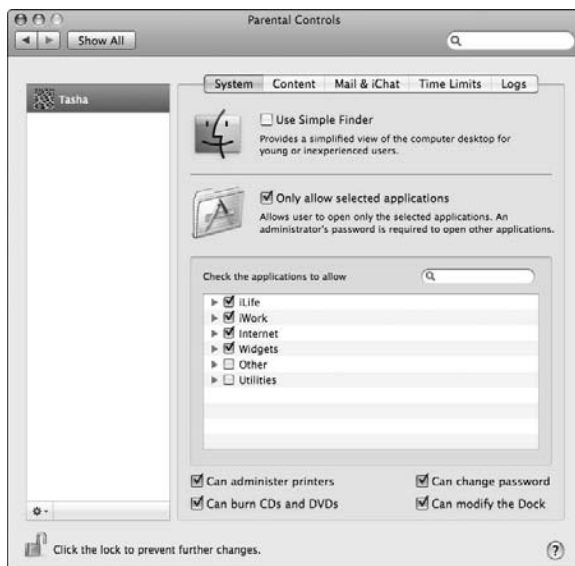 Parental Controls
Show All
Tasha
System Content Mail & iChat Time Limits Logs
Use Simple Finder
Provides a simplified view of the computer desktop for
young or inexperienced users.
Only allow selected applications
Allows user to open only the selected applications. An
administrator's password is required to open other applications.
Check the applications to allow
iLife
iWork
Internet
Widgets
Other
Utilities
Can administer printers
Can change password
Can burn CDs and DVDs
Can modify the Dock
Click the lock to prevent further changes.
?